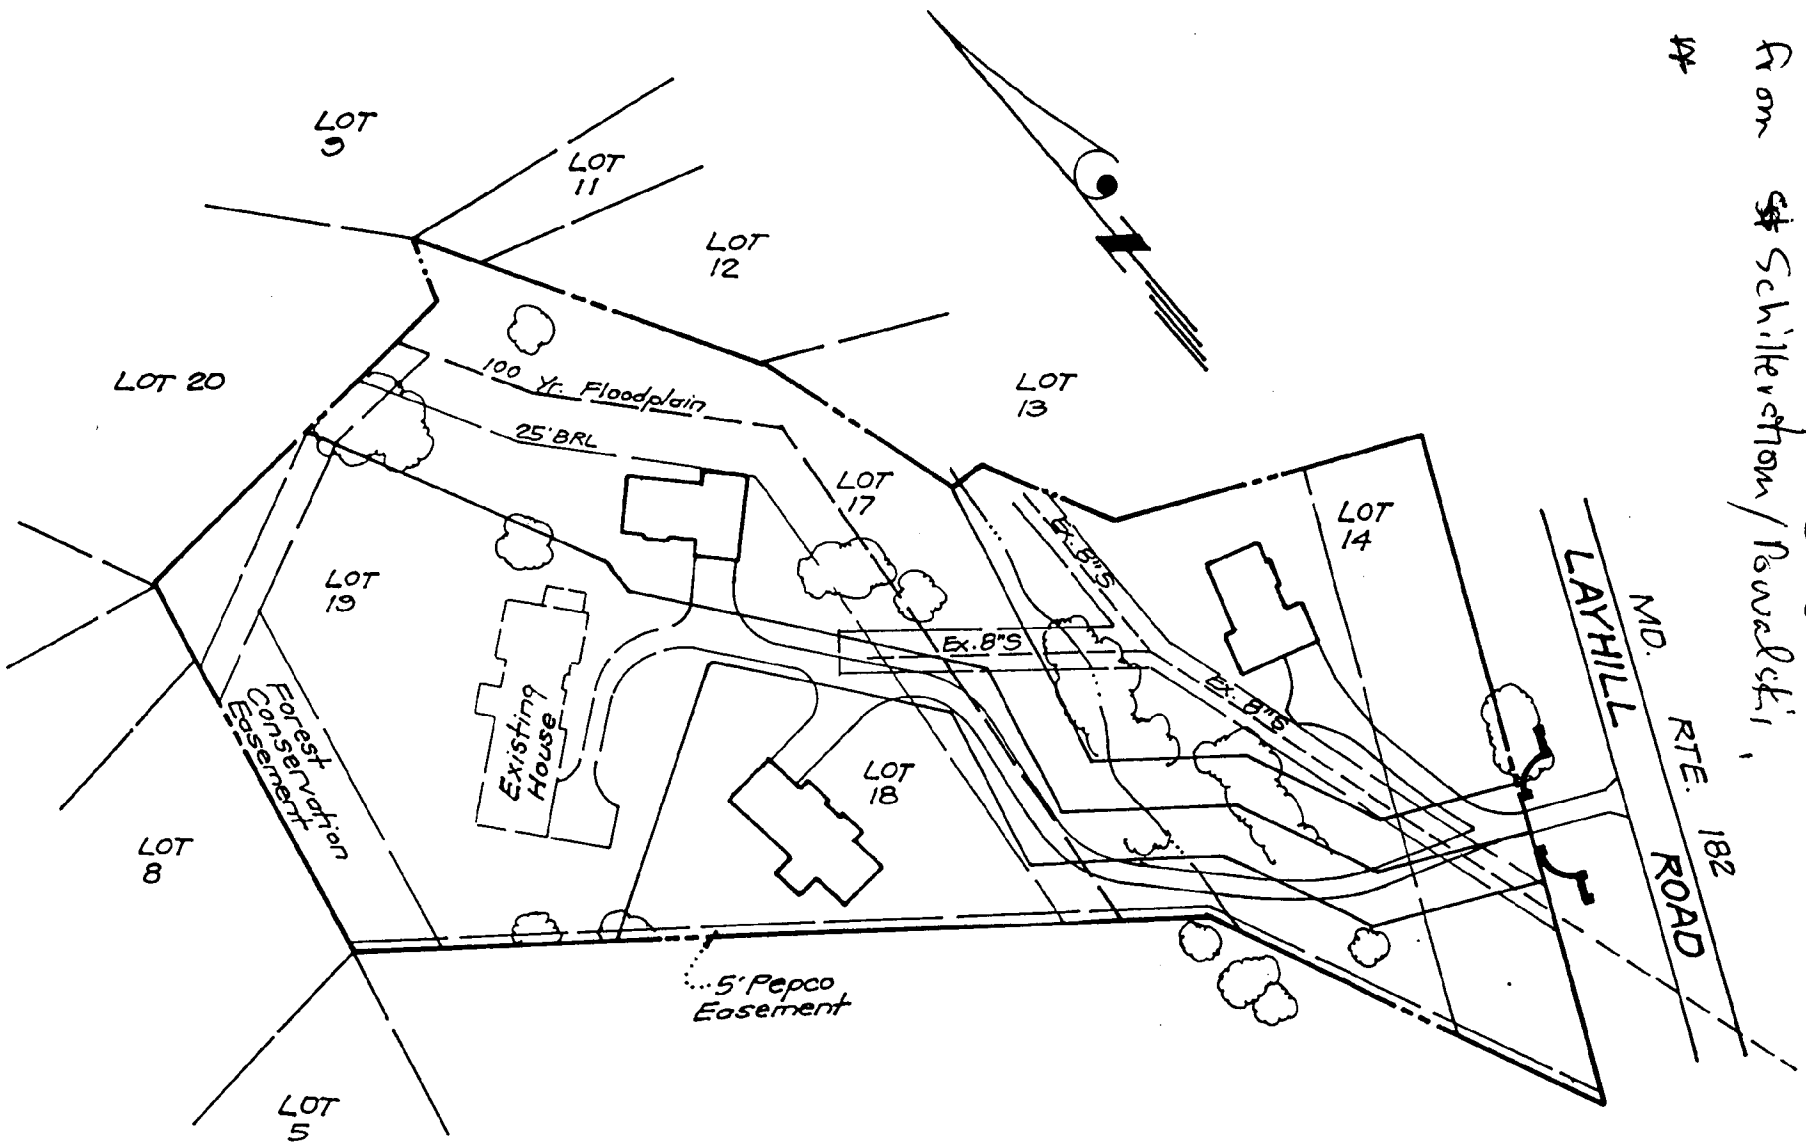 from Schillerstrom/Powalski,
LOT
9
LOT
11
LOT
12
LOT
13
LOT 20
100 Yr. Floodplain
25' BRL
LOT
17
LOT
14
Ex. 8"S
LOT
19
Ex. 8"S
Ex. 8"S
Existing
House
LOT
18
Forest
Conservation
Easement
LOT
8
5' Pepco
Easement
LOT
5
MD. RTE. 182
LAYHILL ROAD
N